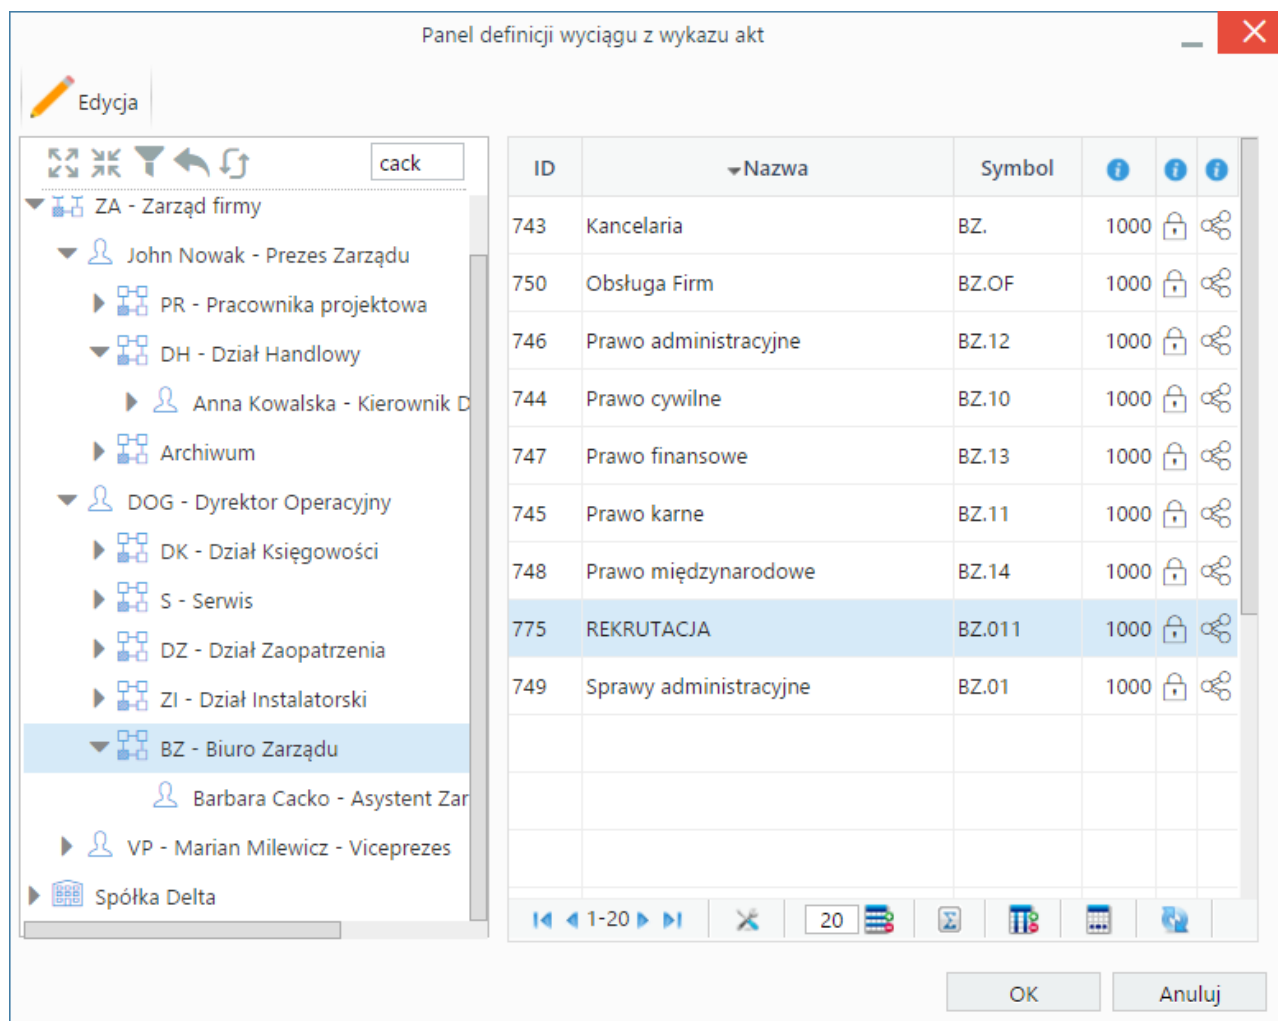 Panel definicji wyciągu z wykazu akt
Edycja
cack
ZA - Zarząd firmy
John Nowak - Prezes Zarządu
PR - Pracownika projektowa
DH - Dział Handlowy
Anna Kowalska - Kierownik D
Archiwum
DOG - Dyrektor Operacyjny
DK - Dział Księgowości
S - Serwis
DZ - Dział Zaopatrzenia
ZI - Dział Instalatorski
BZ - Biuro Zarządu
Barbara Cacko - Asystent Zar
VP - Marian Milewicz - Viceprezes
Spółka Delta
ID Nazwa Symbol
743 Kancelaria BZ. 1000
750 Obsługa Firm BZ.OF 1000
746 Prawo administracyjne BZ.12 1000
744 Prawo cywilne BZ.10 1000
747 Prawo finansowe BZ.13 1000
745 Prawo karne BZ.11 1000
748 Prawo międzynarodowe BZ.14 1000
775 REKRUTACJA BZ.011 1000
749 Sprawy administracyjne BZ.01 1000
1-20 20
OK Anuluj